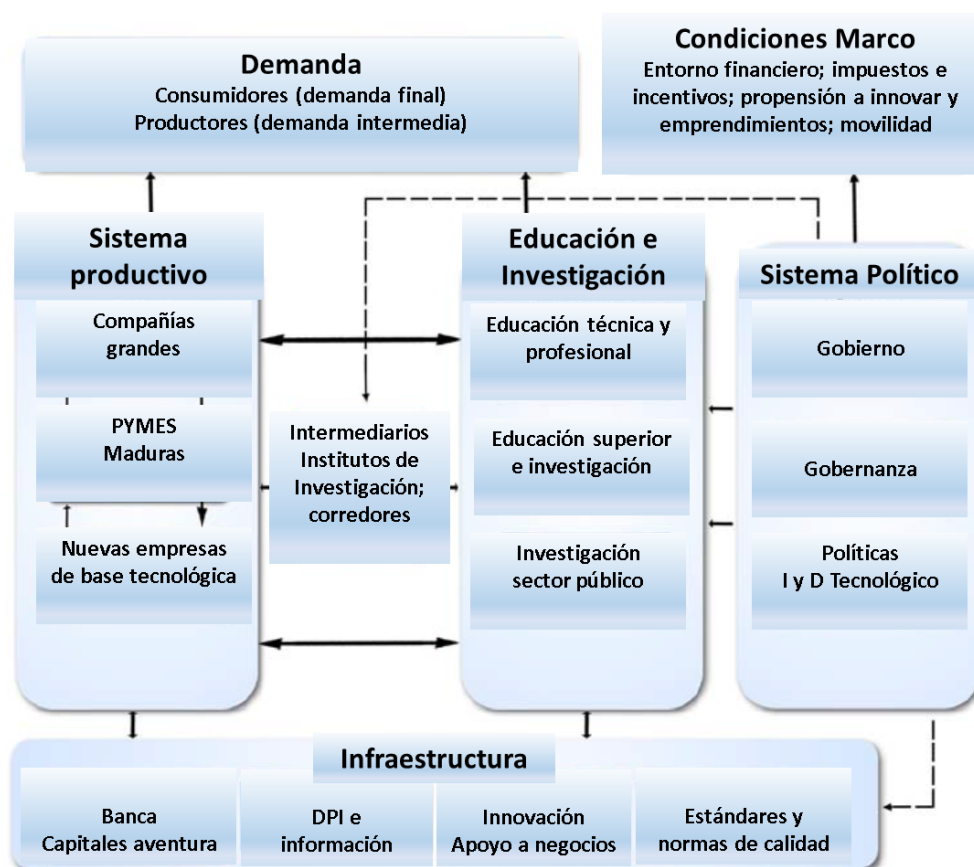 Demanda
Consumidores (demanda final)
Productores (demanda intermedia)
Condiciones Marco
Entorno financiero; impuestos e
incentivos; propensión a innovar y
emprendimientos; movilidad
Sistema
productivo
Compañías
grandes
PYMES
Maduras
Nuevas empresas
de base tecnológica
Intermediarios
Institutos de
Investigación;
corredores
Educación e
Investigación
Educación técnica y
profesional
Educación superior
e investigación
Investigación
sector público
Sistema Político
Gobierno
Gobernanza
Políticas
I y D Tecnológico
Infraestructura
Banca
Capitales aventura
DPI e
información
Innovación
Apoyo a negocios
Estándares y
normas de calidad